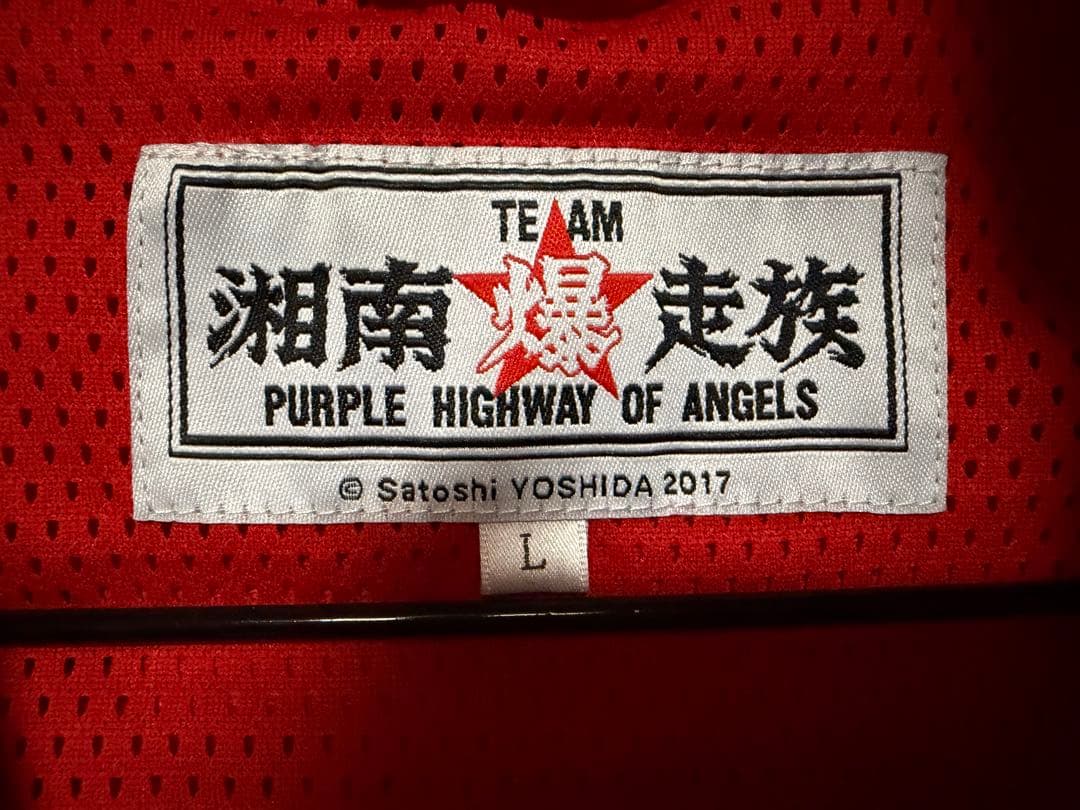 TEAM
湘南爆走族
PURPLE HIGHWAY OF ANGELS
© Satoshi YOSHIDA 2017
L